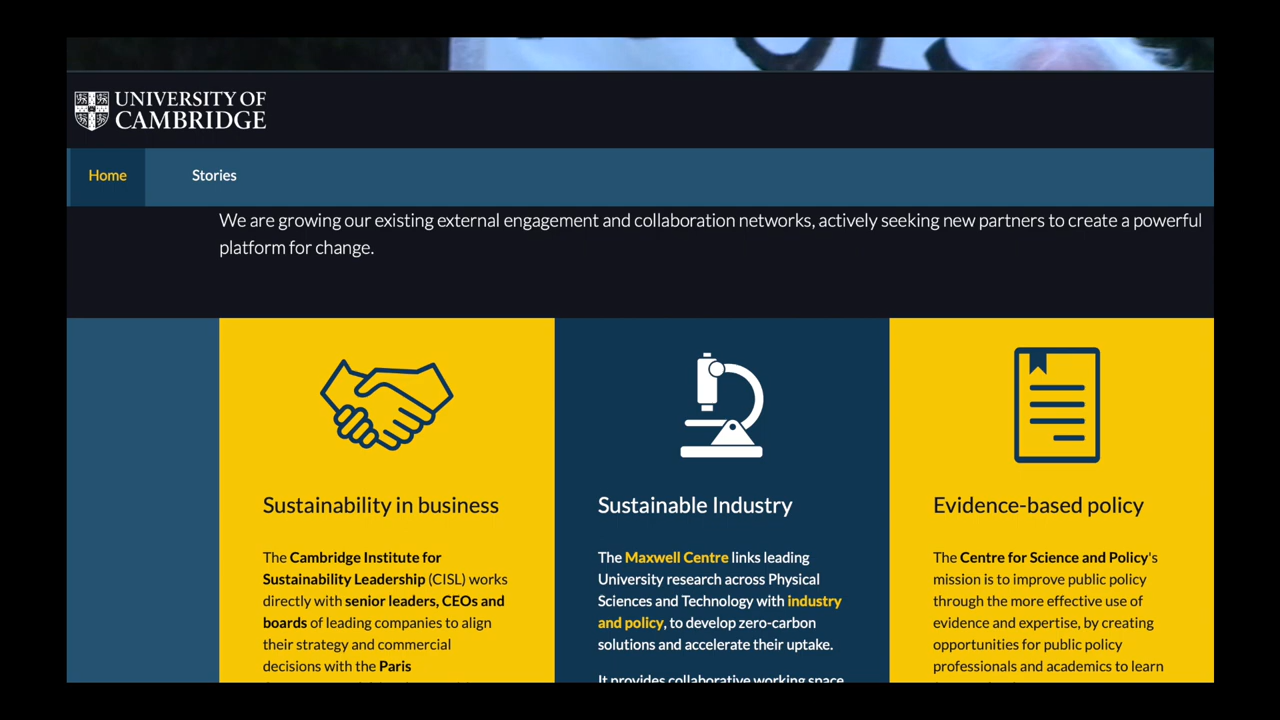 UNIVERSITY OF
CAMBRIDGE
Home
Stories
We are growing our existing external engagement and collaboration networks, actively seeking new partners to create a powerful
platform for change.
Sustainability in business
The Cambridge Institute for
Sustainability Leadership (CISL) works
directly with senior leaders, CEOs and
boards of leading companies to align
their strategy and commercial
decisions with the Paris
Sustainable Industry
The Maxwell Centre links leading
University research across Physical
Sciences and Technology with industry
and policy, to develop zero-carbon
solutions and accelerate their uptake.
It provides collaborative working space
Evidence-based policy
The Centre for Science and Policy's
mission is to improve public policy
through the more effective use of
evidence and expertise, by creating
opportunities for public policy
professionals and academics to learn